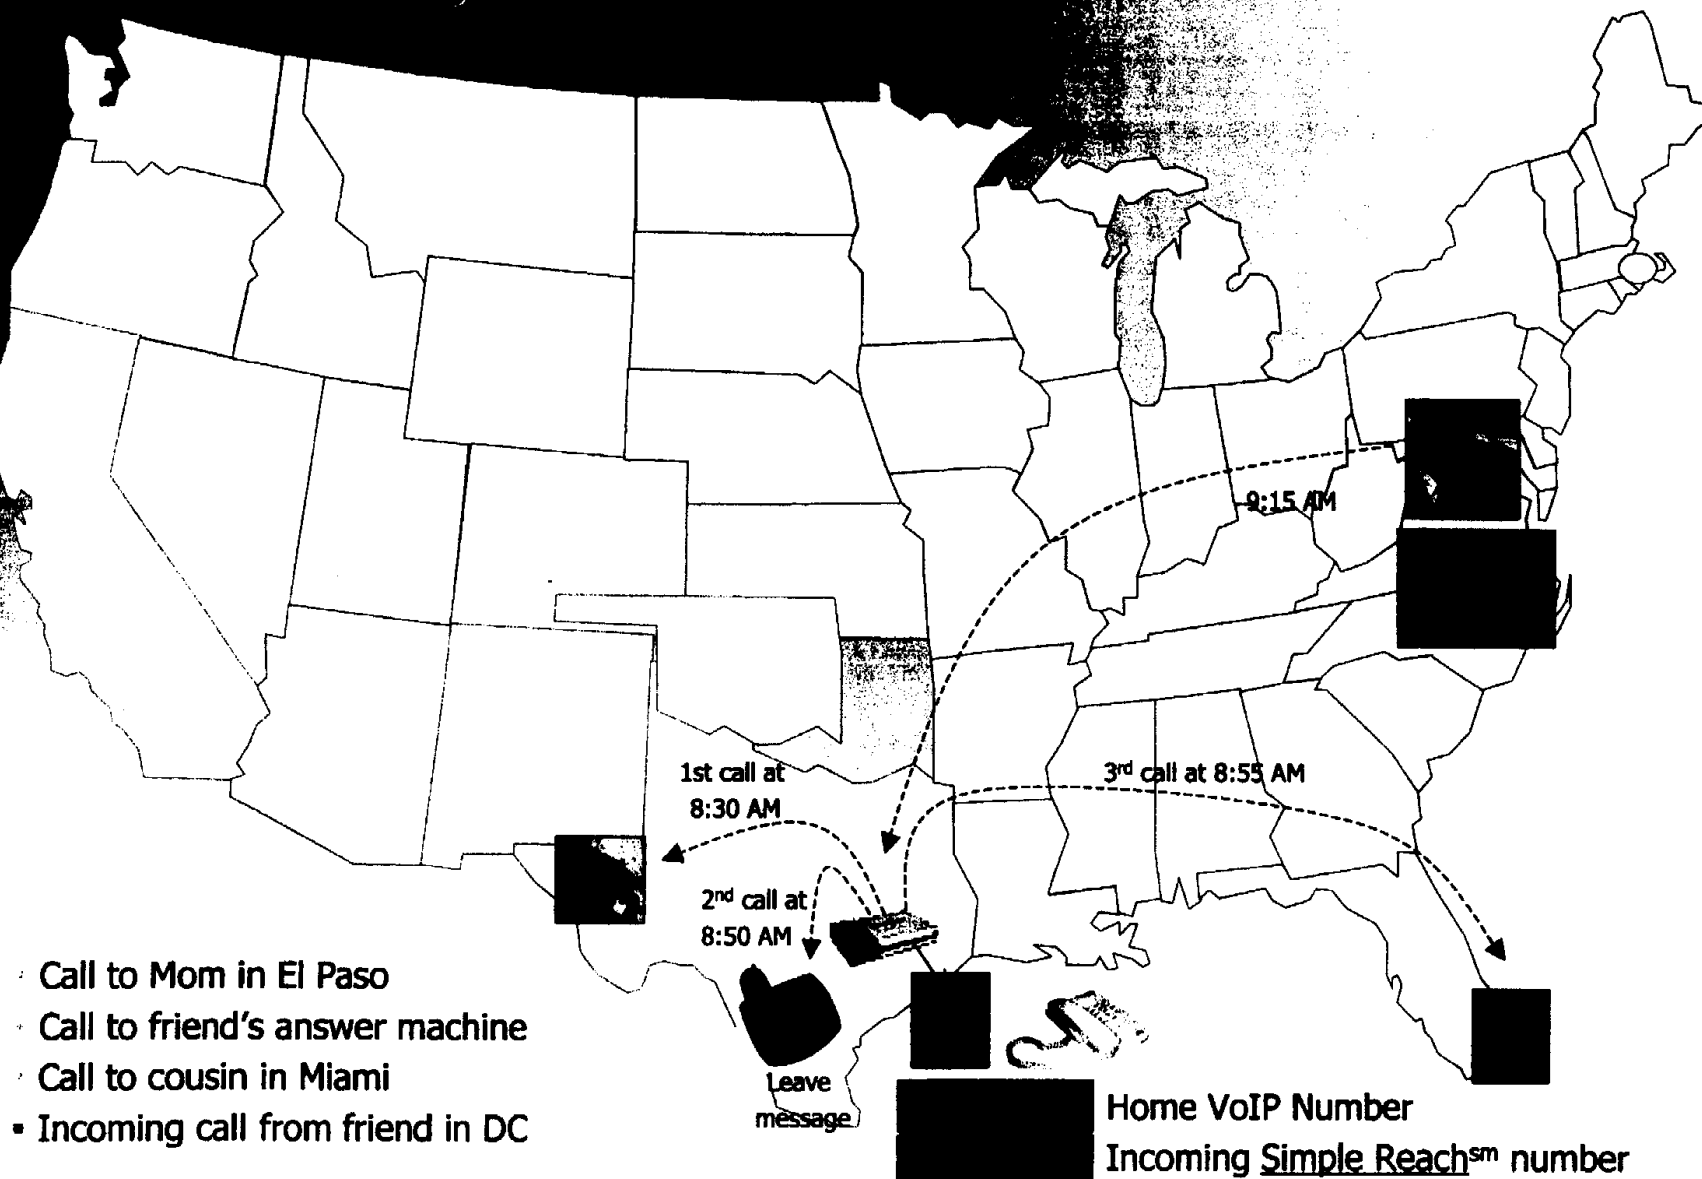 9:15 AM
1st call at
8:30 AM
3rd call at 8:55 AM
2nd call at
8:50 AM
Leave
message
Call to Mom in El Paso
Call to friend's answer machine
Call to cousin in Miami
▪ Incoming call from friend in DC
Home VoIP Number
Incoming Simple Reachsm number